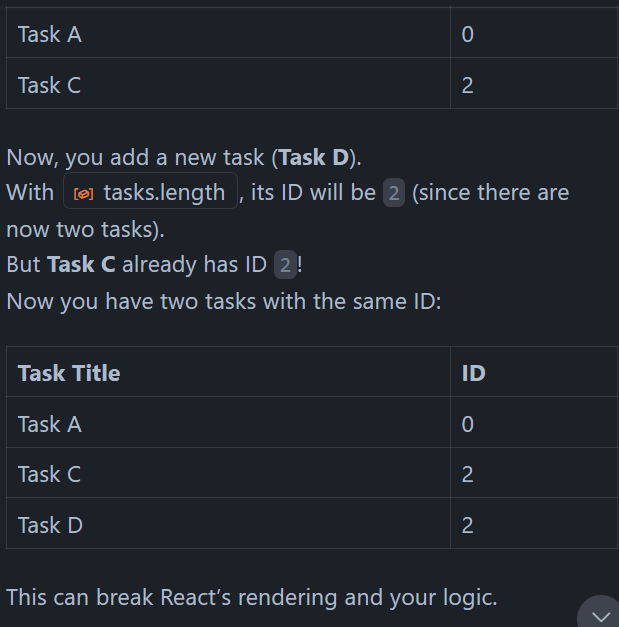 Task A 0
Task C 2
Now, you add a new task (Task D).
With tasks.length, its ID will be 2 (since there are
now two tasks).
But Task C already has ID 2!
Now you have two tasks with the same ID:
Task Title ID
Task A 0
Task C 2
Task D 2
This can break React’s rendering and your logic.